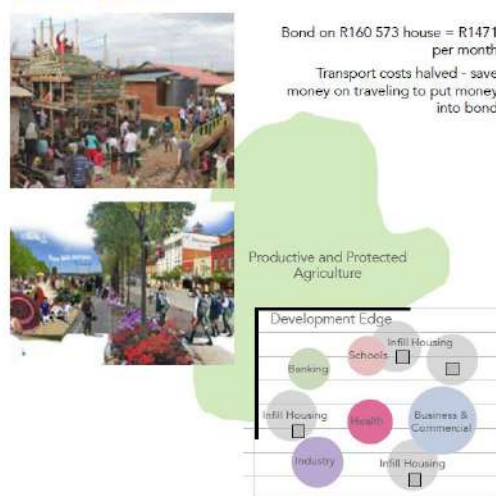 Bond on R160 573 house = R1471
per month
Transport costs halved - save
money on traveling to put money
into bond
Productive and Protected
Agriculture
Development Edge
Infill Housing
Schools
Banking
Infill Housing
Health
Business &
Commercial
Industry
Infill Housing